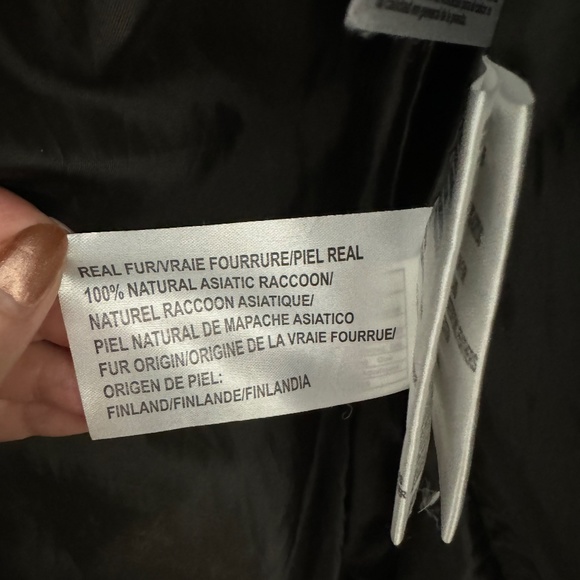 REAL FUR/VRAIE FOURRURE/PIEL REAL
100% NATURAL ASIATIC RACCOON/
NATUREL RACCOON ASIATIQUE/
PIEL NATURAL DE MAPACHE ASIATICO
FUR ORIGIN/ORIGINE DE LA VRAIE FOURRUE/
ORIGEN DE PIEL:
FINLAND/FINLANDE/FINLANDIA